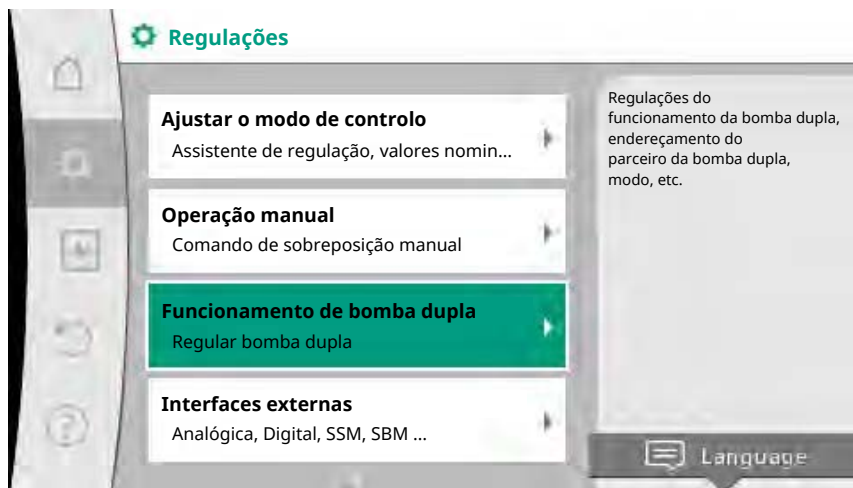 Regulações
Ajustar o modo de controlo
Assistente de regulação, valores nomin...
Operação manual
Comando de sobreposição manual
Funcionamento de bomba dupla
Regular bomba dupla
Interfaces externas
Analógica, Digital, SSM, SBM ...
Regulações do
funcionamento da bomba dupla,
endereçamento do
parceiro da bomba dupla,
modo, etc.
Language